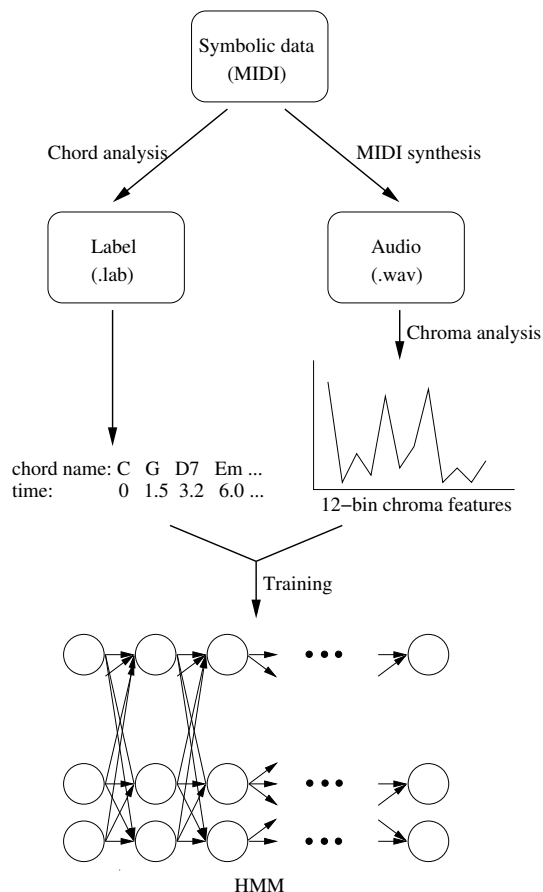 Symbolic data
(MIDI)
Chord analysis
MIDI synthesis
Label
(.lab)
Audio
(.wav)
Chroma analysis
chord name: C G D7 Em ...
time: 0 1.5 3.2 6.0 ...
12−bin chroma features
Training
HMM